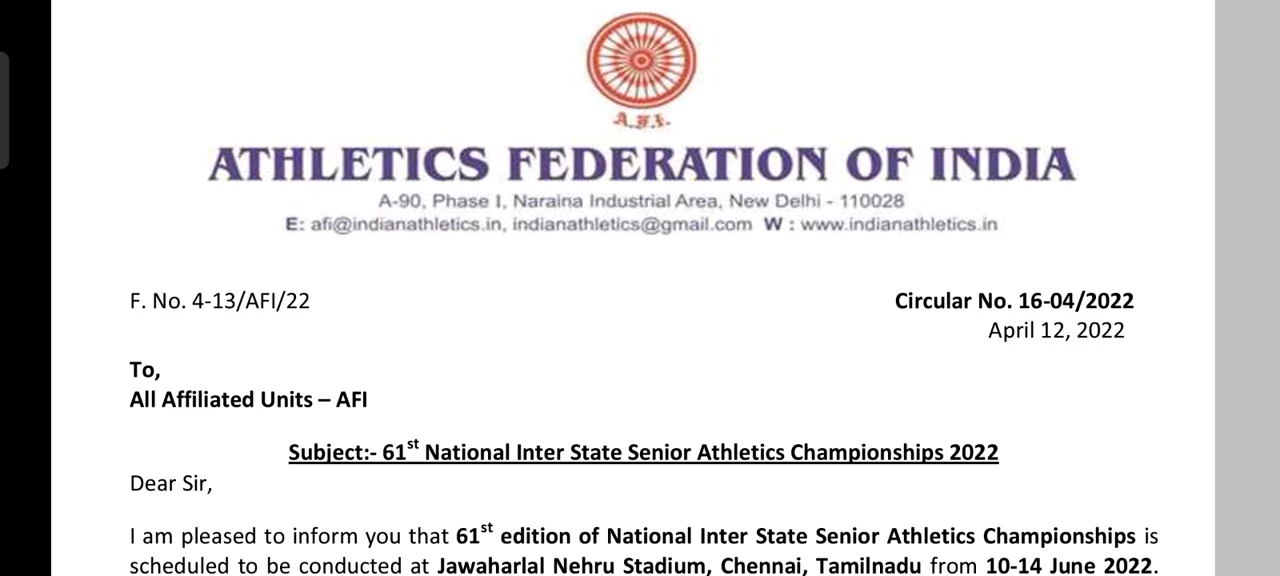 A.F.I.
ATHLETICS FEDERATION OF INDIA
A-90, Phase I, Naraina Industrial Area, New Delhi - 110028
E: afi@indianathletics.in, indianathletics@gmail.com W : www.indianathletics.in
F. No. 4-13/AFI/22
Circular No. 16-04/2022
April 12, 2022
To,
All Affiliated Units – AFI
Subject:- 61st National Inter State Senior Athletics Championships 2022
Dear Sir,
I am pleased to inform you that 61st edition of National Inter State Senior Athletics Championships is
scheduled to be conducted at Jawaharlal Nehru Stadium, Chennai, Tamilnadu from 10-14 June 2022.